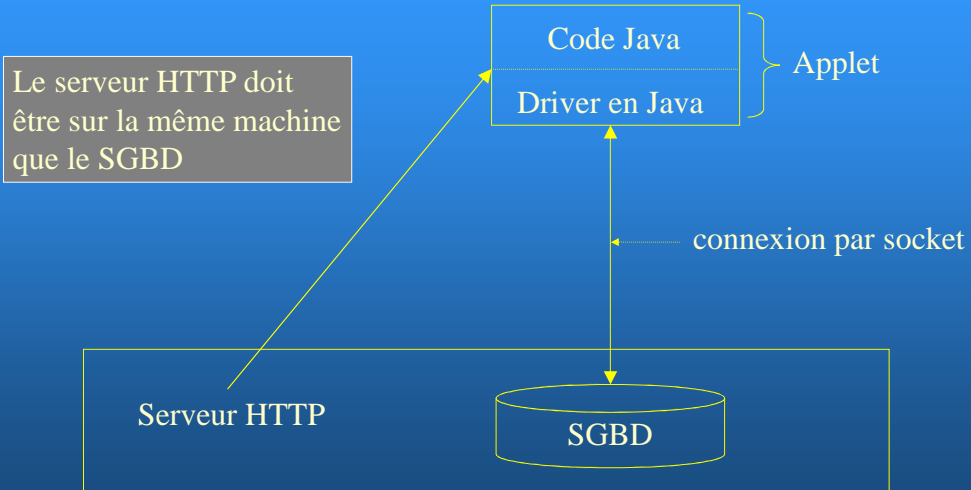 Code Java
Applet
Le serveur HTTP doit
être sur la même machine
que le SGBD
Driver en Java
connexion par socket
Serveur HTTP
SGBD